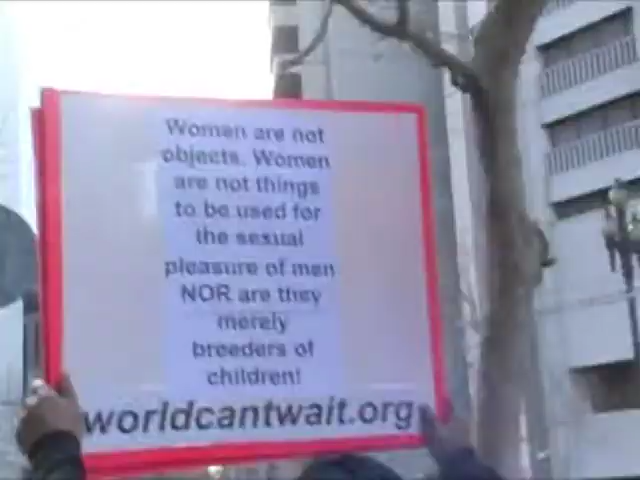 Women are not
objects. Women
are not things
to be used for
the sexual
pleasure of men
NOR are they
merely
breeders of
children!
worldcantwait.org